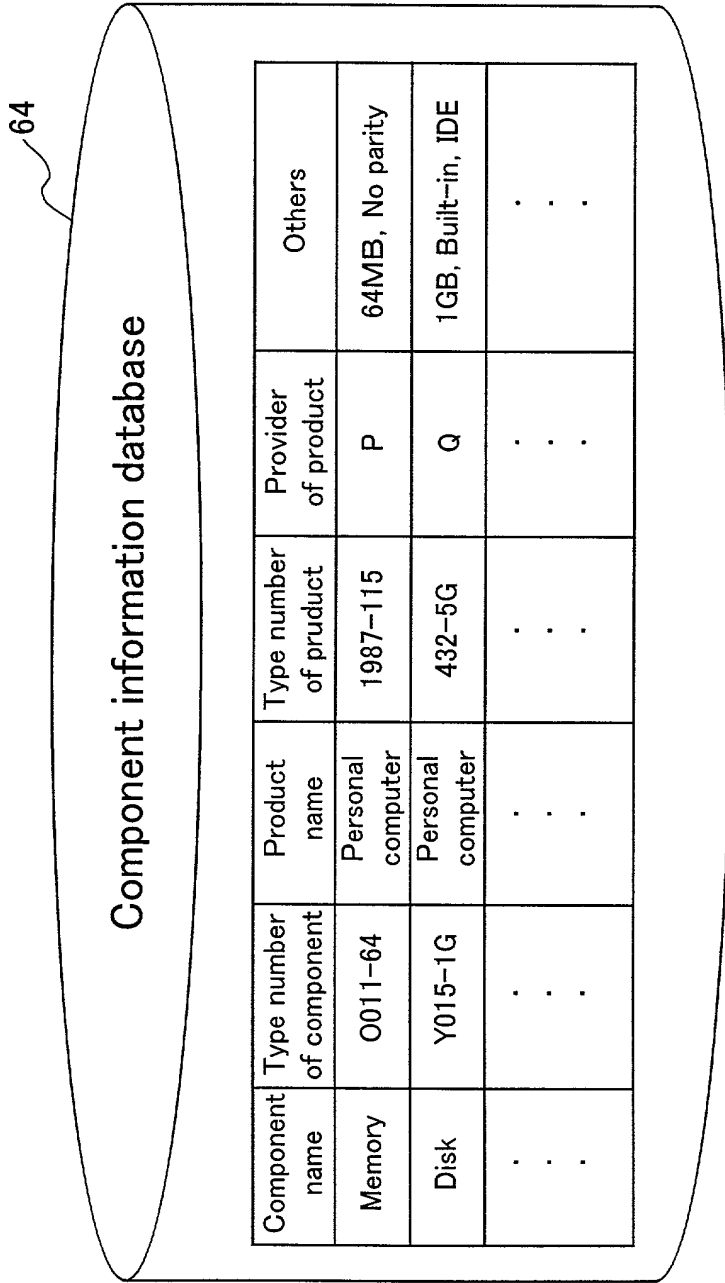 64
Component information database
Component name | Type number of component | Product name | Type number of pruduct | Provider of product | Others
Memory | O011-64 | Personal computer | 1987-115 | P | 64MB, No parity
Disk | Y015-1G | Personal computer | 432-5G | Q | 1GB, Built-in, IDE
. . . | . . . | . . . | . . . | . . . | . . .